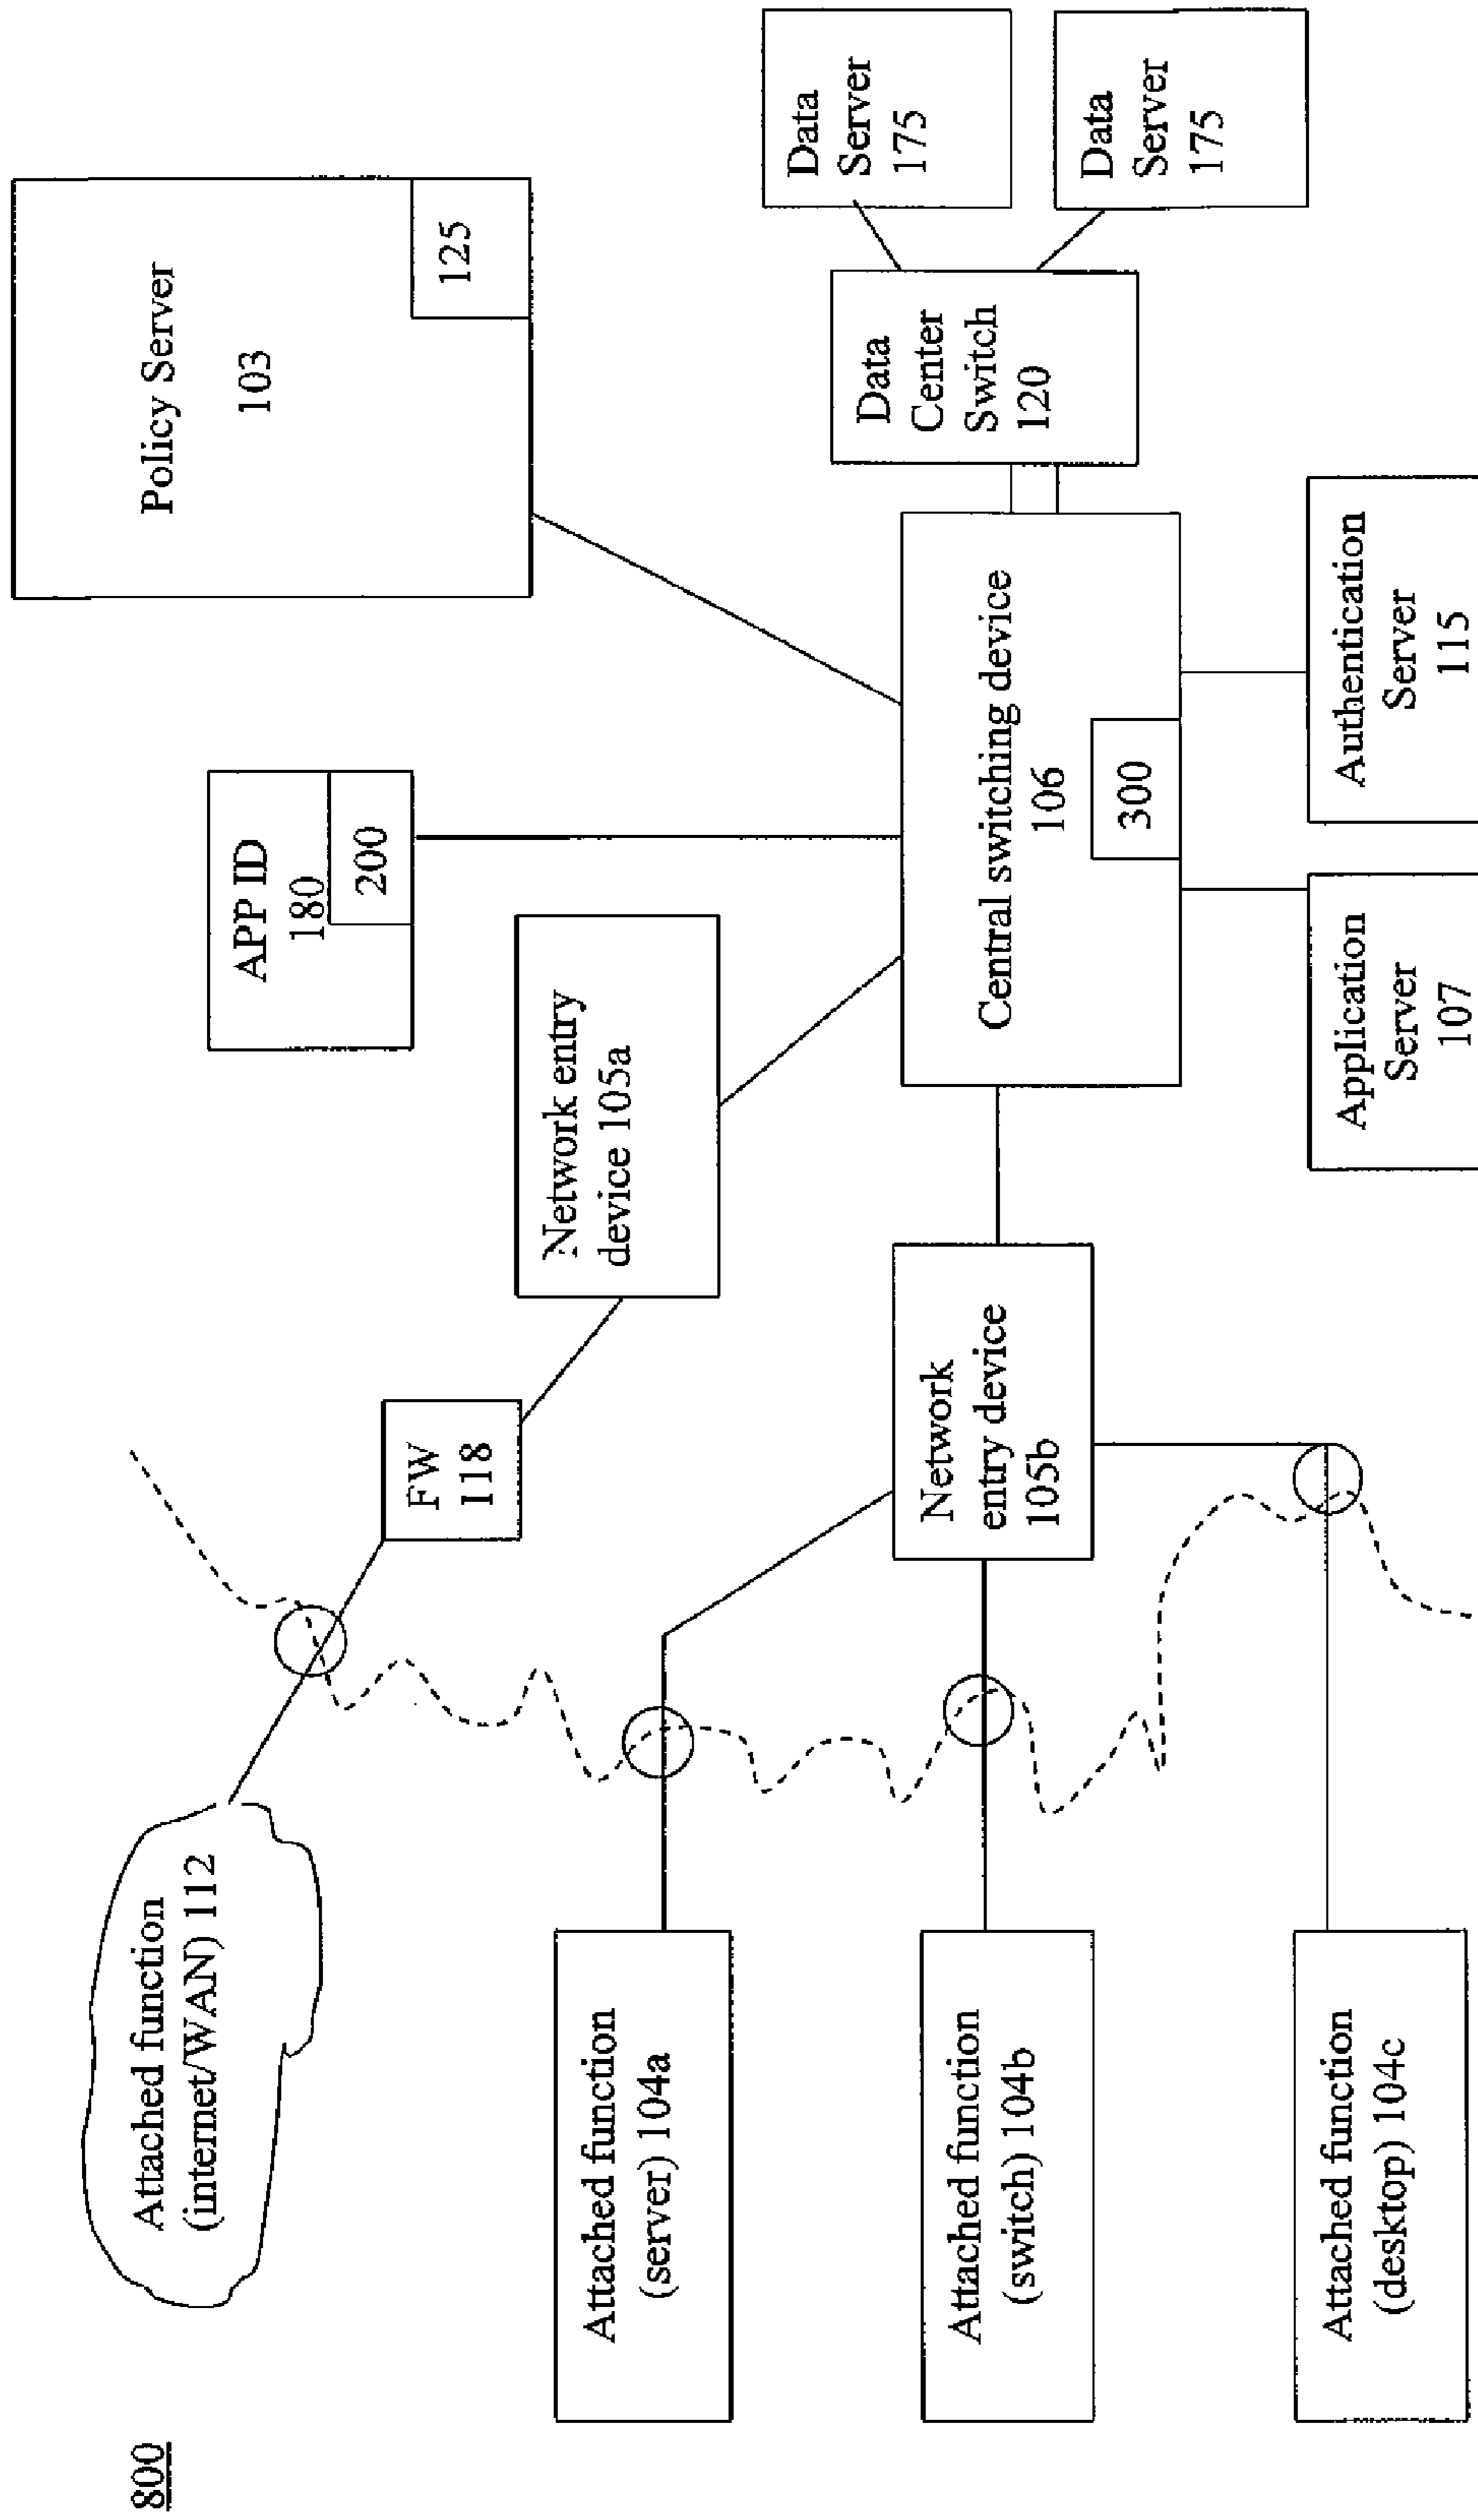 800
Attached function
(internet/WAN) 112
Attached function
(server) 104a
Attached function
(switch) 104b
Attached function
(desktop) 104c
FW
118
Network entry
device 105a
Network
entry device
105b
APP ID
180
200
Policy Server
103
125
Central switching device
106
300
Application
Server
107
Authentication
Server
115
Data
Center
Switch
120
Data
Server
175
Data
Server
175